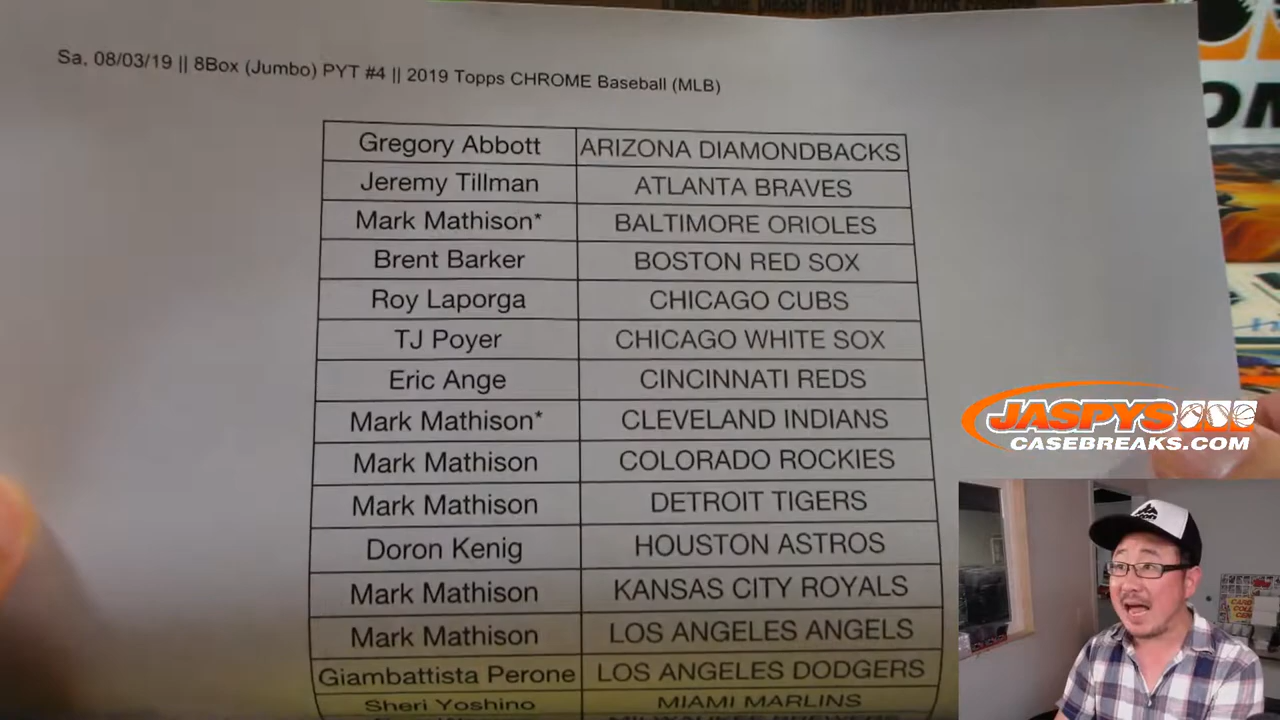 Sa, 08/03/19 || 8Box (Jumbo) PYT #4 || 2019 Topps CHROME Baseball (MLB)
Gregory Abbott ARIZONA DIAMONDBACKS
Jeremy Tillman ATLANTA BRAVES
Mark Mathison* BALTIMORE ORIOLES
Brent Barker BOSTON RED SOX
Roy Laporga CHICAGO CUBS
TJ Poyer CHICAGO WHITE SOX
Eric Ange CINCINNATI REDS
Mark Mathison* CLEVELAND INDIANS
Mark Mathison COLORADO ROCKIES
Mark Mathison DETROIT TIGERS
Doron Kenig HOUSTON ASTROS
Mark Mathison KANSAS CITY ROYALS
Mark Mathison LOS ANGELES ANGELS
Giambattista Perone LOS ANGELES DODGERS
Sheri Yoshino MIAMI MARLINS
MILWAUKEE BREWERS
JASPYS
CASEBREAKS.COM